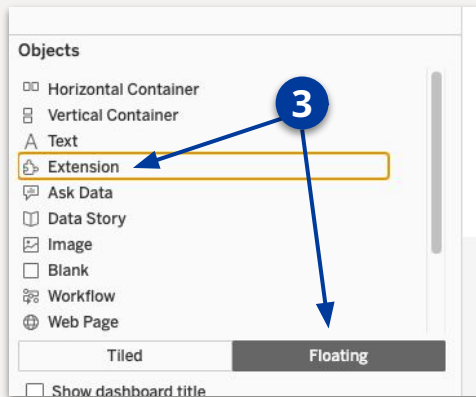 Objects
Horizontal Container
Vertical Container
3
Text
Extension
Ask Data
Data Story
Image
Blank
Workflow
Web Page
Tiled
Floating
Show dashboard title